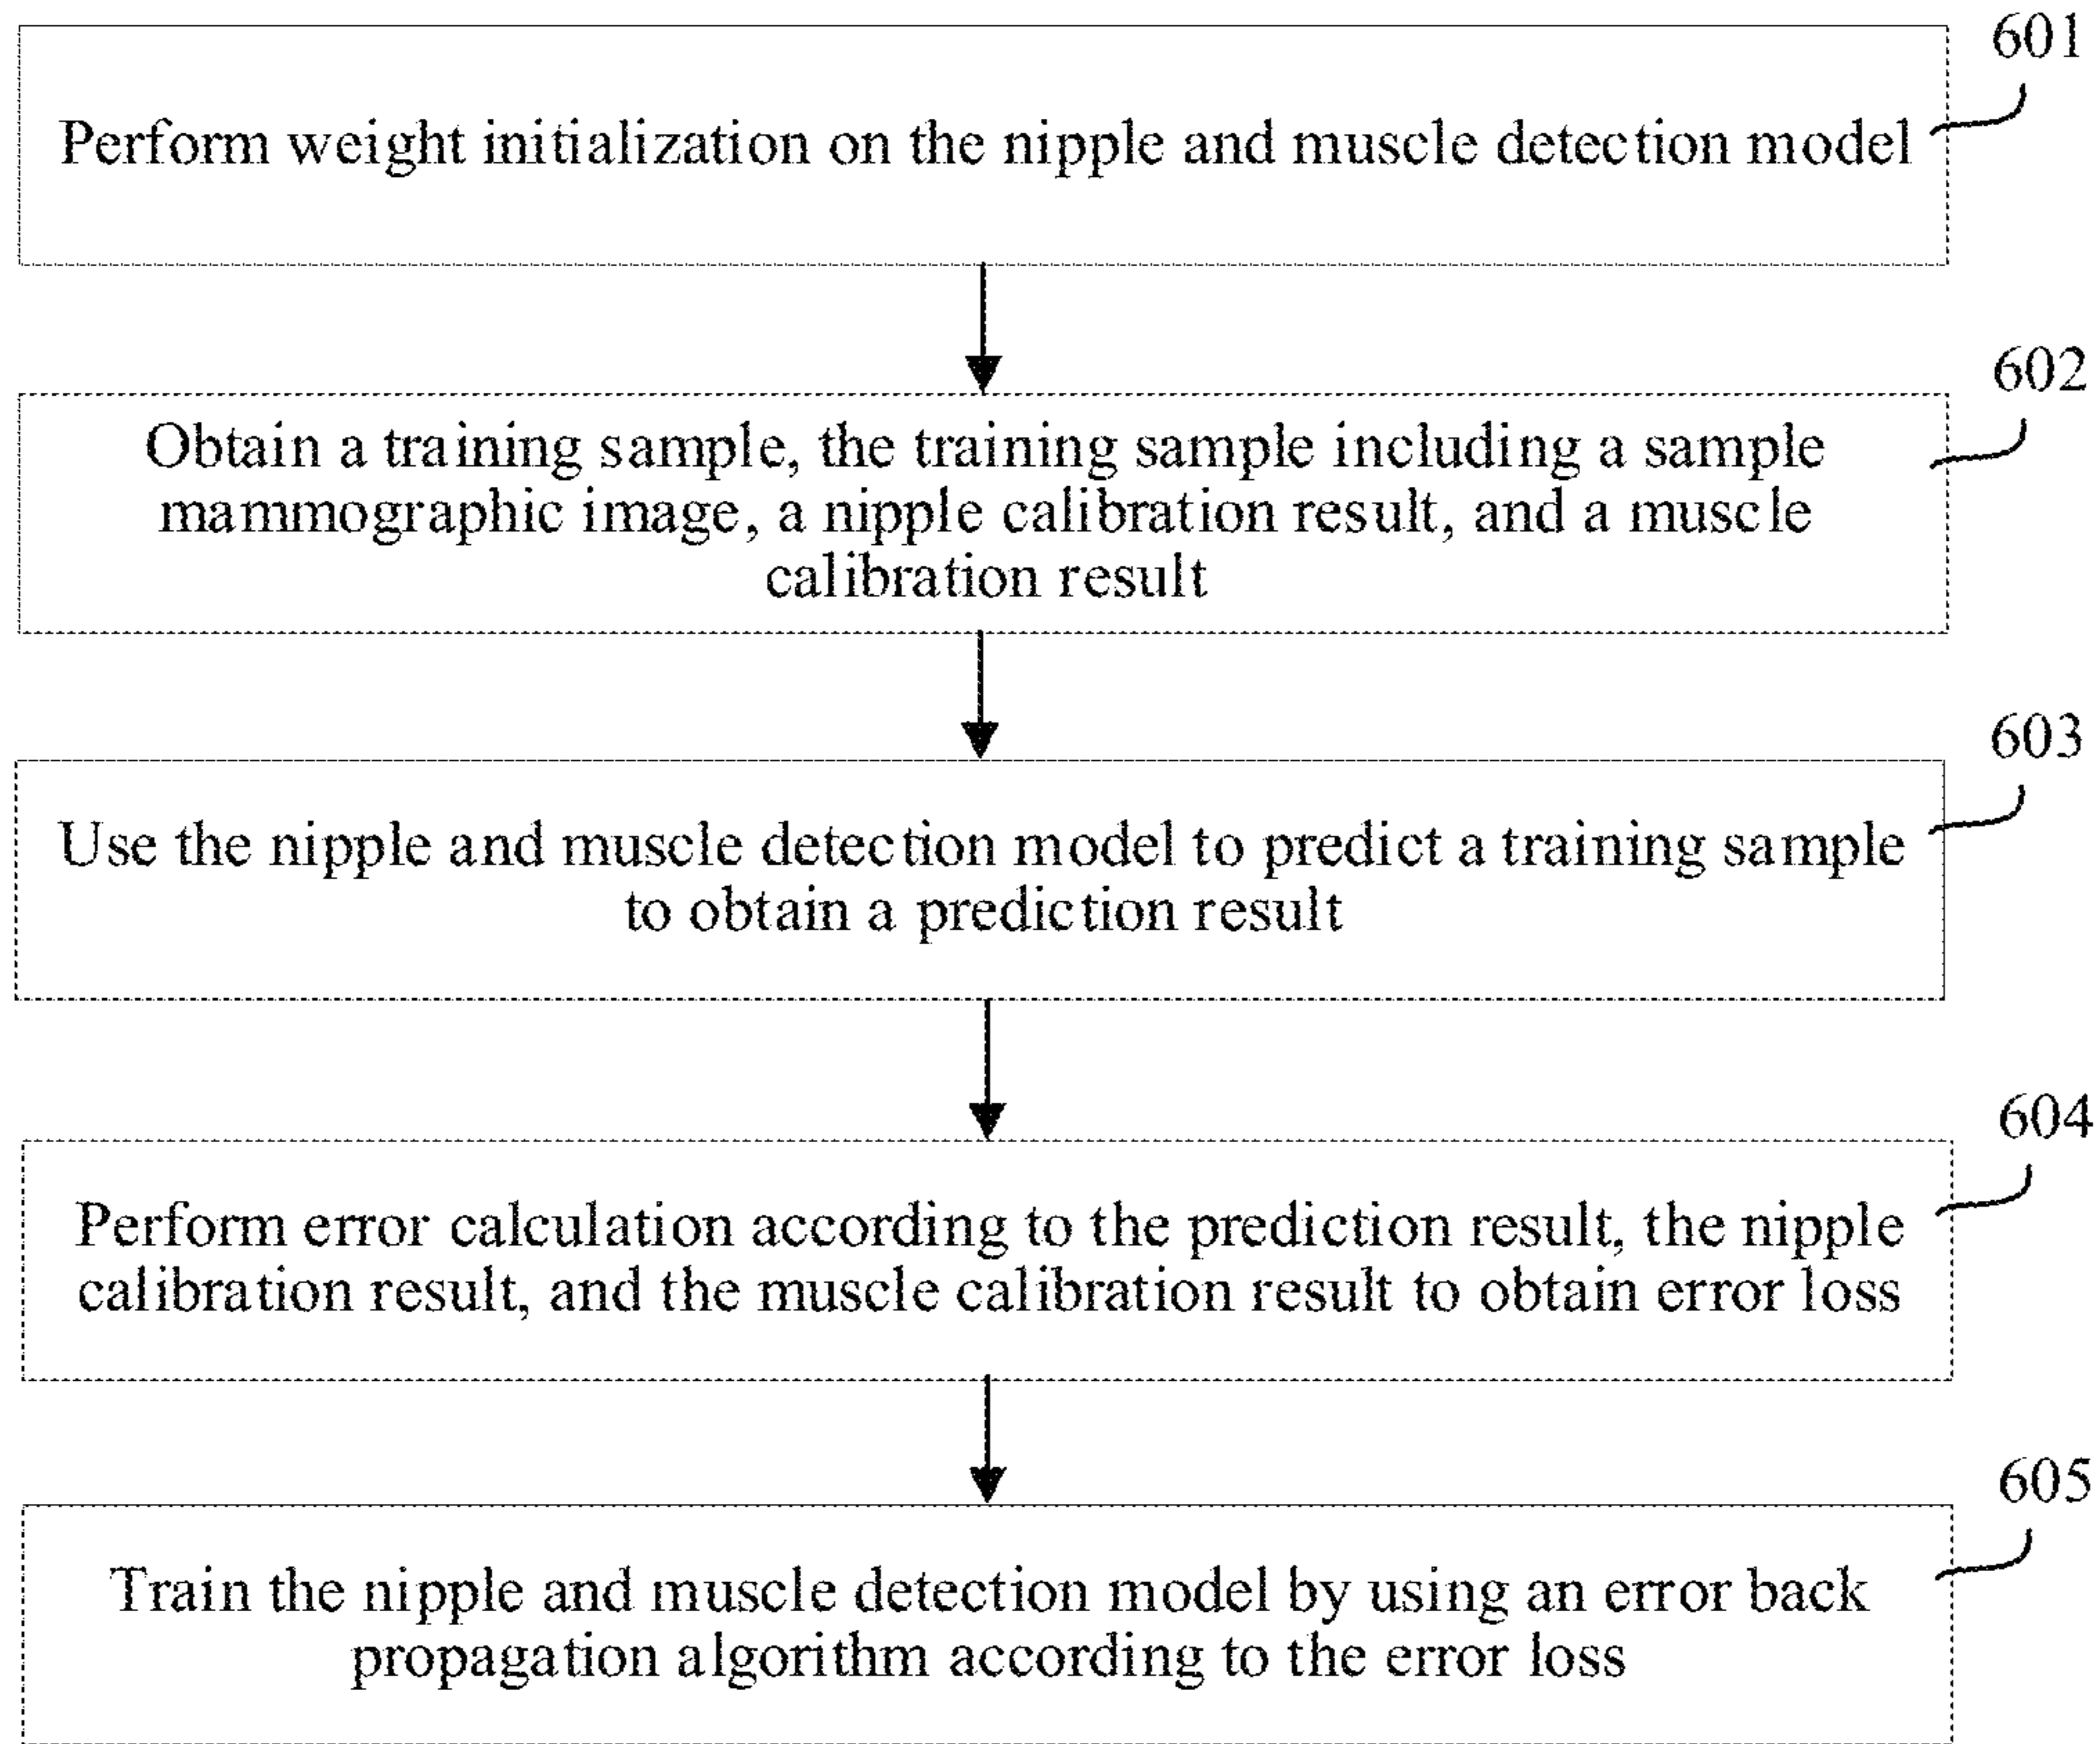 601
Perform weight initialization on the nipple and muscle detection model
602
Obtain a training sample, the training sample including a sample
mammographic image, a nipple calibration result, and a muscle
calibration result
603
Use the nipple and muscle detection model to predict a training sample
to obtain a prediction result
604
Perform error calculation according to the prediction result, the nipple
calibration result, and the muscle calibration result to obtain error loss
605
Train the nipple and muscle detection model by using an error back
propagation algorithm according to the error loss